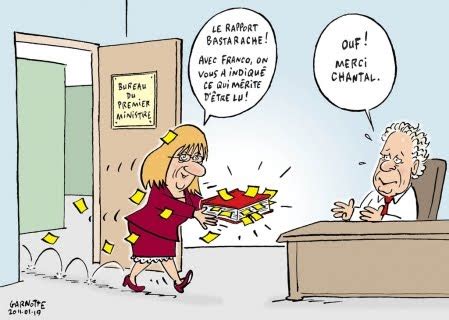 LE RAPPORT
BASTARACHE!
AVEC FRANCO, ON
VOUS A INDIQUÉ
CE QUI MÉRITE
D'ÊTRE LU!
OUF!
MERCI
CHANTAL.
BUREAU
DU
PREMIER
MINISTRE
GARNOTTE
2011-01-19